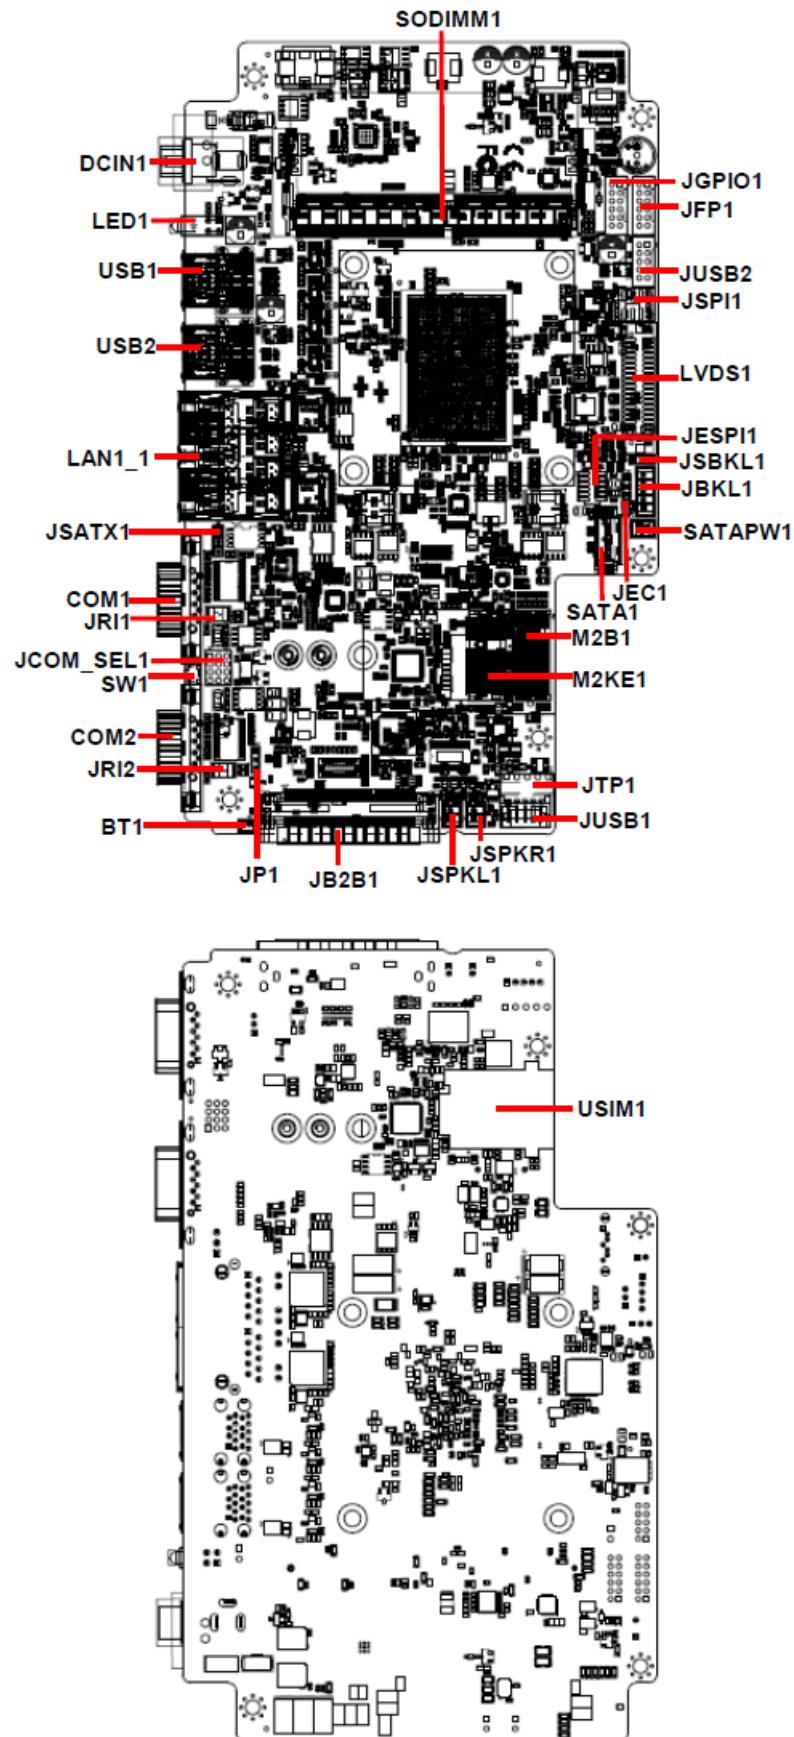 SODIMM1
DCIN1
JGPIO1
LED1
JFP1
USB1
JUSB2
JSPI1
USB2
LVDS1
JESPI1
LAN1_1
JSBKL1
JBKL1
JSATX1
SATAPW1
JEC1
COM1
SATA1
JRI1
M2B1
JCOM_SEL1
SW1
M2KE1
COM2
JRI2
JTP1
BT1
JUSB1
JSPKR1
JP1
JB2B1
JSPKL1
USIM1